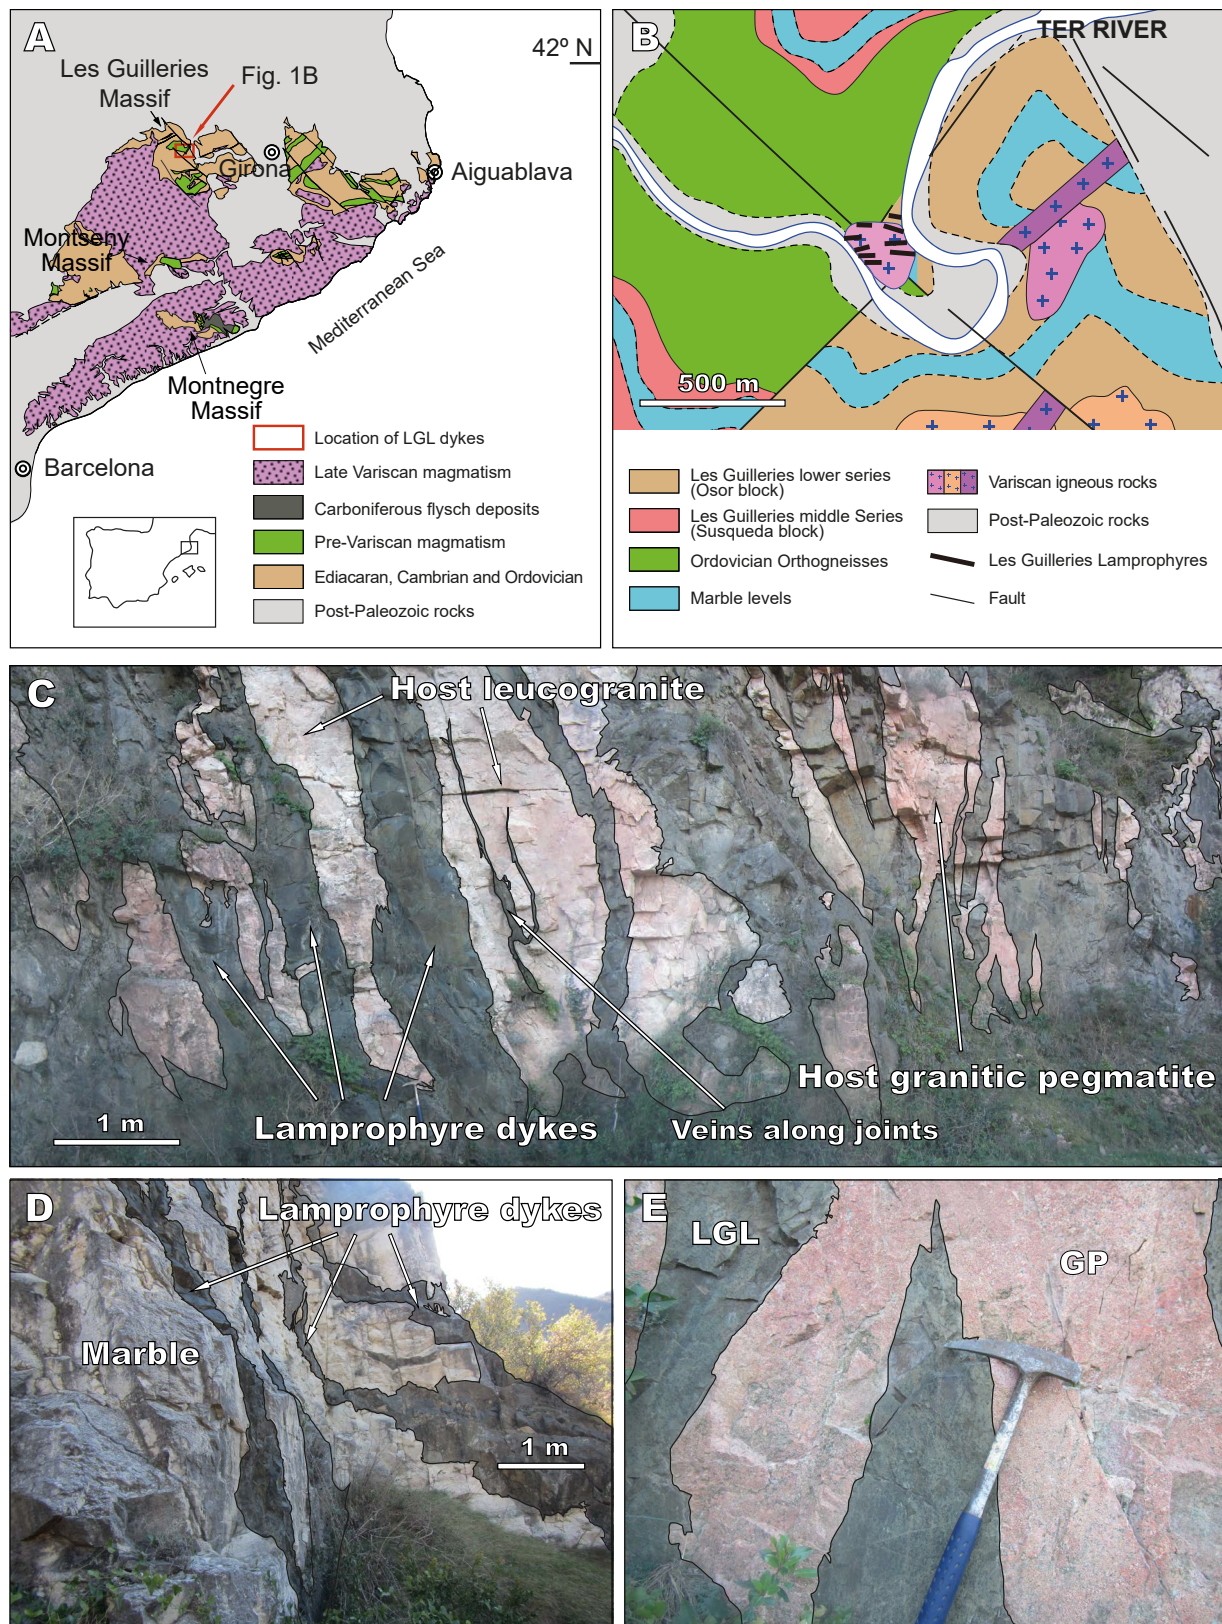 A
42º N
Les Guilleries
Massif
Fig. 1B
Girona
Aiguablava
Montseny
Massif
Mediterranean Sea
Montnegre
Massif
Barcelona
Location of LGL dykes
Late Variscan magmatism
Carboniferous flysch deposits
Pre-Variscan magmatism
Ediacaran, Cambrian and Ordovician
Post-Paleozoic rocks
B
TER RIVER
500 m
Les Guilleries lower series
(Osor block)
Les Guilleries middle Series
(Susqueda block)
Ordovician Orthogneisses
Marble levels
Variscan igneous rocks
Post-Paleozoic rocks
Les Guilleries Lamprophyres
Fault
C
Host leucogranite
Host granitic pegmatite
1 m
Lamprophyre dykes
Veins along joints
D
Lamprophyre dykes
Marble
1 m
E
LGL
GP